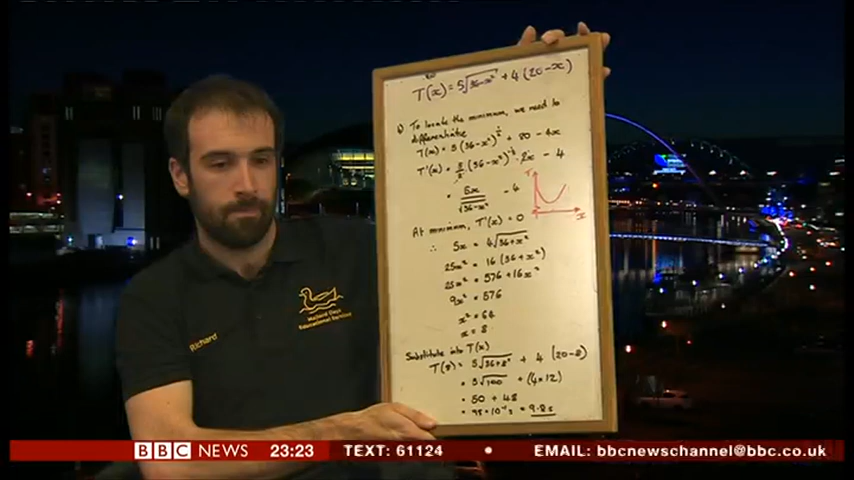 T(x) = 5√36-x² + 4(20-x)
b) To locate the minimum, we need to
differentiate
T(x) = 5(36-x²)^½ + 80 - 4x
T'(x) = 5/2 (36-x²)^-½ · 2x - 4
= 5x/√36-x² - 4
At minimum, T'(x) = 0
∴ 5x = 4√36+x²
25x² = 16(36+x²)
25x² = 576+16x²
9x² = 576
x² = 64
x = 8
Substitute into T(x)
T(8) = 5√36+8² + 4(20-8)
= 5√100 + (4×12)
= 50 + 48
= 98×10⁻¹s = 9.8s
Richard
Educational Services
BBC NEWS 23:23 TEXT: 61124 • EMAIL: bbcnewschannel@bbc.co.uk